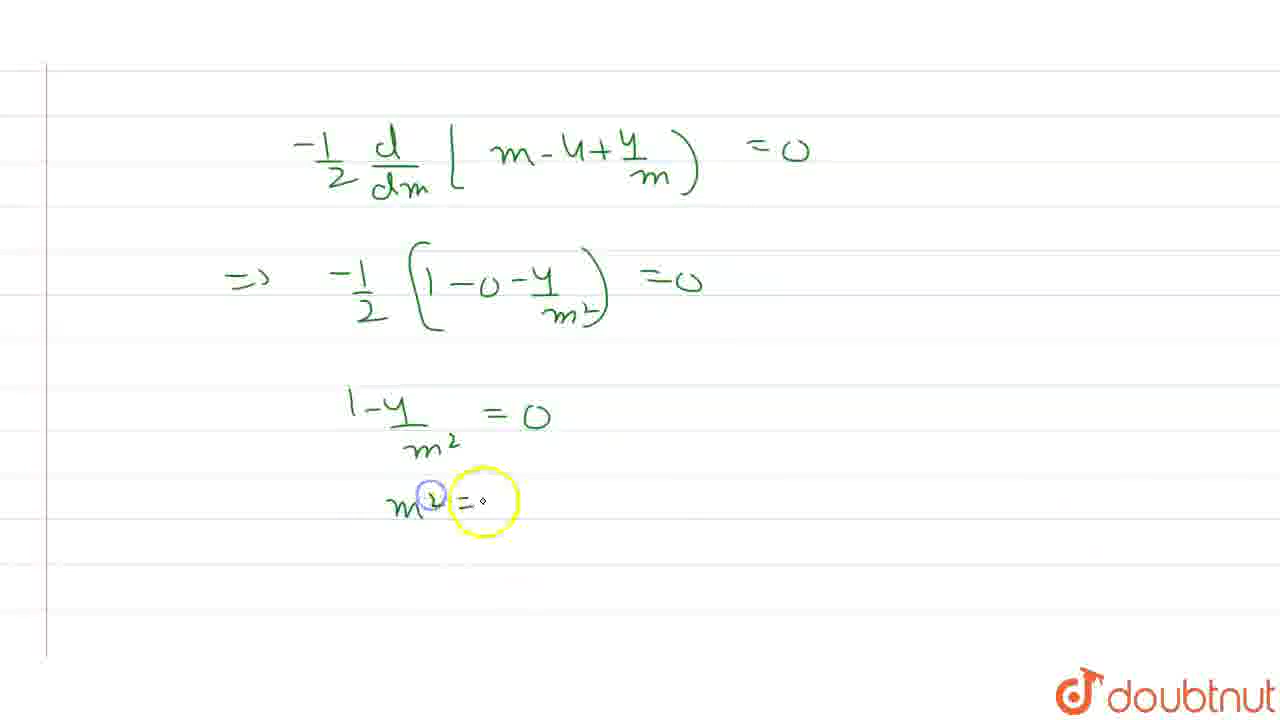 -1/2 d/dm ( m - 4 + 4/m ) = 0
=> -1/2 ( 1 - 0 - 4/m² ) = 0
1 - 4/m² = 0
m² =
doubtnut